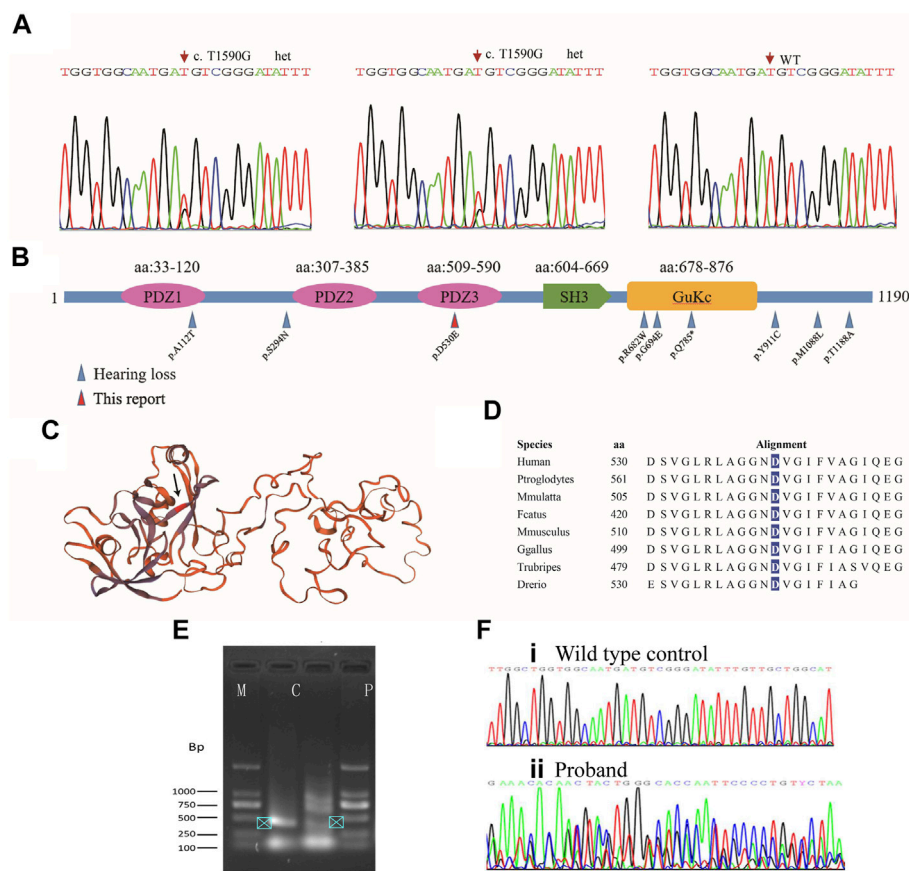 A
c. T1590G het
TGGTGGCAATGATGTCGGGATATTT
c. T1590G het
TGGTGGCAATGATGTCGGGATATTT
WT
TGGTGGCAATGATGTCGGGATATTT
B
aa:33-120 aa:307-385 aa:509-590 aa:604-669 aa:678-876
1 PDZ1 PDZ2 PDZ3 SH3 GuKc 1190
p.A112T p.S294N p.D530E p.R682W p.G694E p.Q785* p.Y911C p.M1088L p.T1188A
Hearing loss
This report
C
D
Species aa Alignment
Human 530 D S V G L R L A G G N D V G I F V A G I Q E G
Ptroglodytes 561 D S V G L R L A G G N D V G I F V A G I Q E G
Mmulatta 505 D S V G L R L A G G N D V G I F V A G I Q E G
Fcatus 420 D S V G L R L A G G N D V G I F V A G I Q E G
Mmusculus 510 D S V G L R L A G G N D V G I F V A G I Q E G
Ggallus 499 D S V G L R L A G G N D V G I F I A G I Q E G
Trubripes 479 D S V G L R L A G G N D V G I F I A S V Q E G
Drerio 530 E S V G L R L A G G N D V G I F I A G
E
M C P
Bp
1000
750
500
250
100
F
i Wild type control
TTGGCTGGTGGCAATGATGTCGGGATATTTGTTGCTGGCAT
ii Proband
GAAACACAACTACTGGGCACCAATTCCCCTGTYCTAA